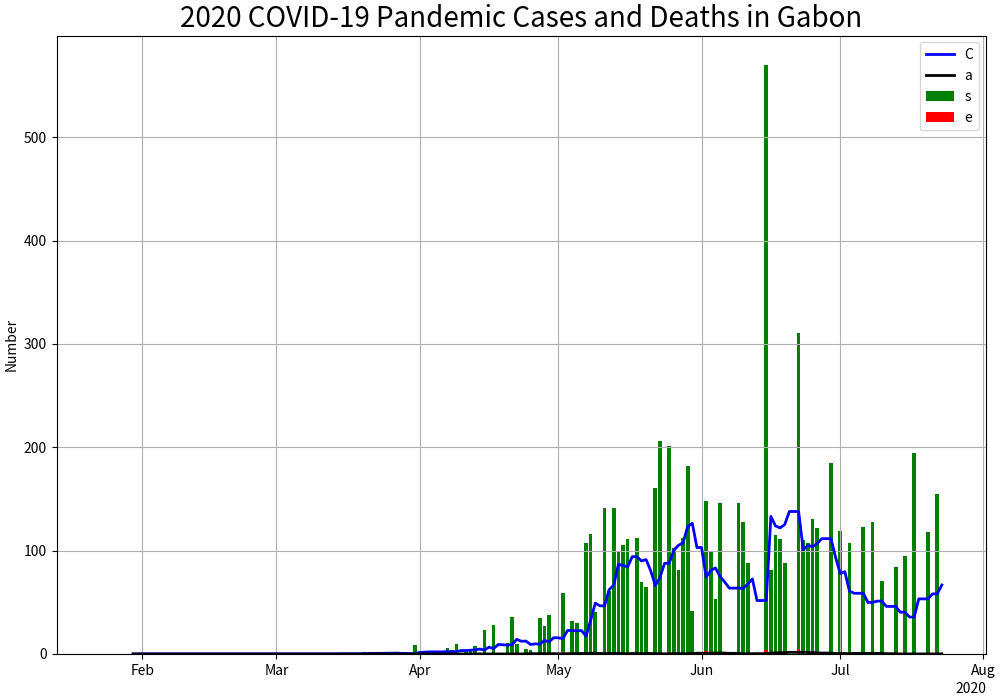 2020 COVID-19 Pandemic Cases and Deaths in Gabon
C
a
s
e
Number
500
400
300
200
100
0
Feb
Mar
Apr
May
Jun
Jul
Aug
2020